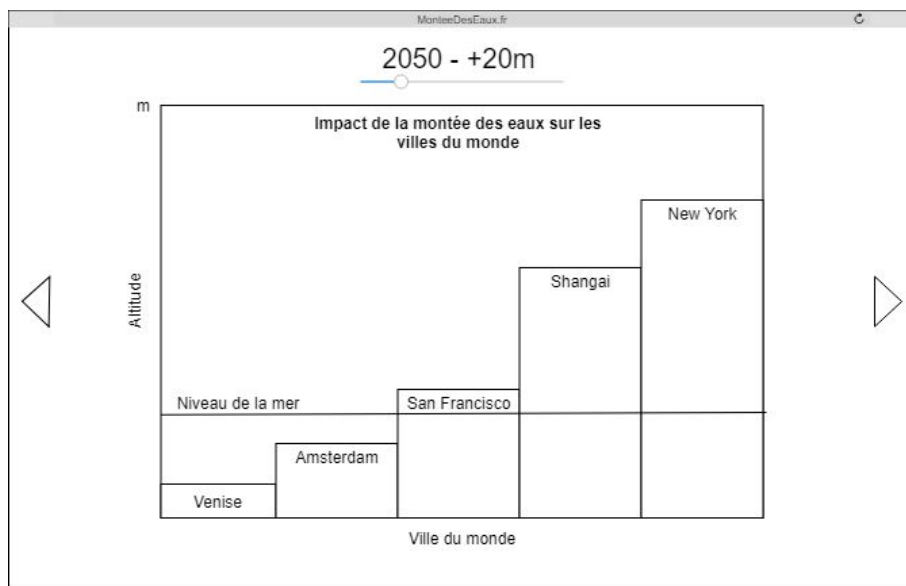 MonteeDesEaux.fr
2050 - +20m
m
Impact de la montée des eaux sur les
villes du monde
New York
Shangai
Altitude
Niveau de la mer
San Francisco
Amsterdam
Venise
Ville du monde